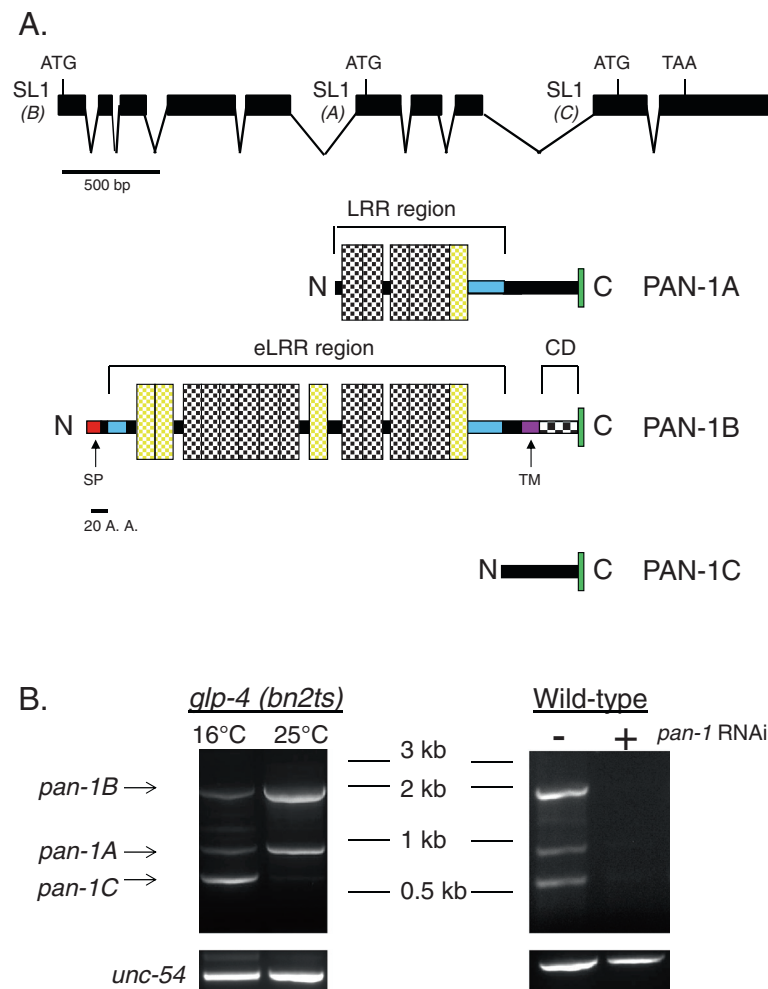 A.
ATG ATG ATG TAA
SL1 SL1 SL1
(B) (A) (C)
500 bp
LRR region
N C PAN-1A
eLRR region CD
N C PAN-1B
SP TM
20 A. A.
N C PAN-1C
B. glp-4 (bn2ts) Wild-type
16°C 25°C - + pan-1 RNAi
3 kb
pan-1B 2 kb
1 kb
pan-1A
pan-1C 0.5 kb
unc-54